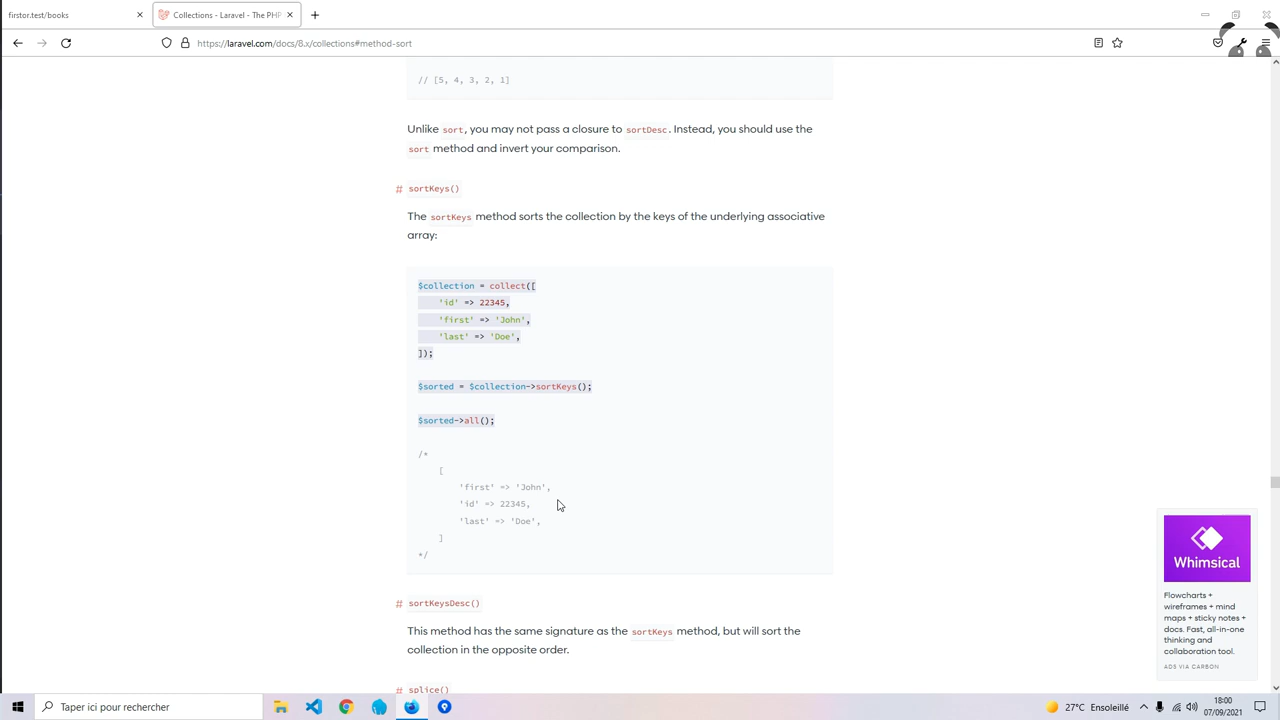 firstor.test/books
Collections - Laravel - The PHP
https://laravel.com/docs/8.x/collections#method-sort
// [5, 4, 3, 2, 1]
Unlike sort, you may not pass a closure to sortDesc. Instead, you should use the
sort method and invert your comparison.
# sortKeys()
The sortKeys method sorts the collection by the keys of the underlying associative
array:
$collection = collect([
'id' => 22345,
'first' => 'John',
'last' => 'Doe',
]);
$sorted = $collection->sortKeys();
$sorted->all();
/*
[
'first' => 'John',
'id' => 22345,
'last' => 'Doe',
]
*/
# sortKeysDesc()
This method has the same signature as the sortKeys method, but will sort the
collection in the opposite order.
# splice()
Whimsical
Flowcharts +
wireframes + mind
maps + sticky notes +
docs. Fast, all-in-one
thinking and
collaboration tool.
ADS VIA CARBON
Taper ici pour rechercher
27°C Ensoleillé
18:00
07/09/2021